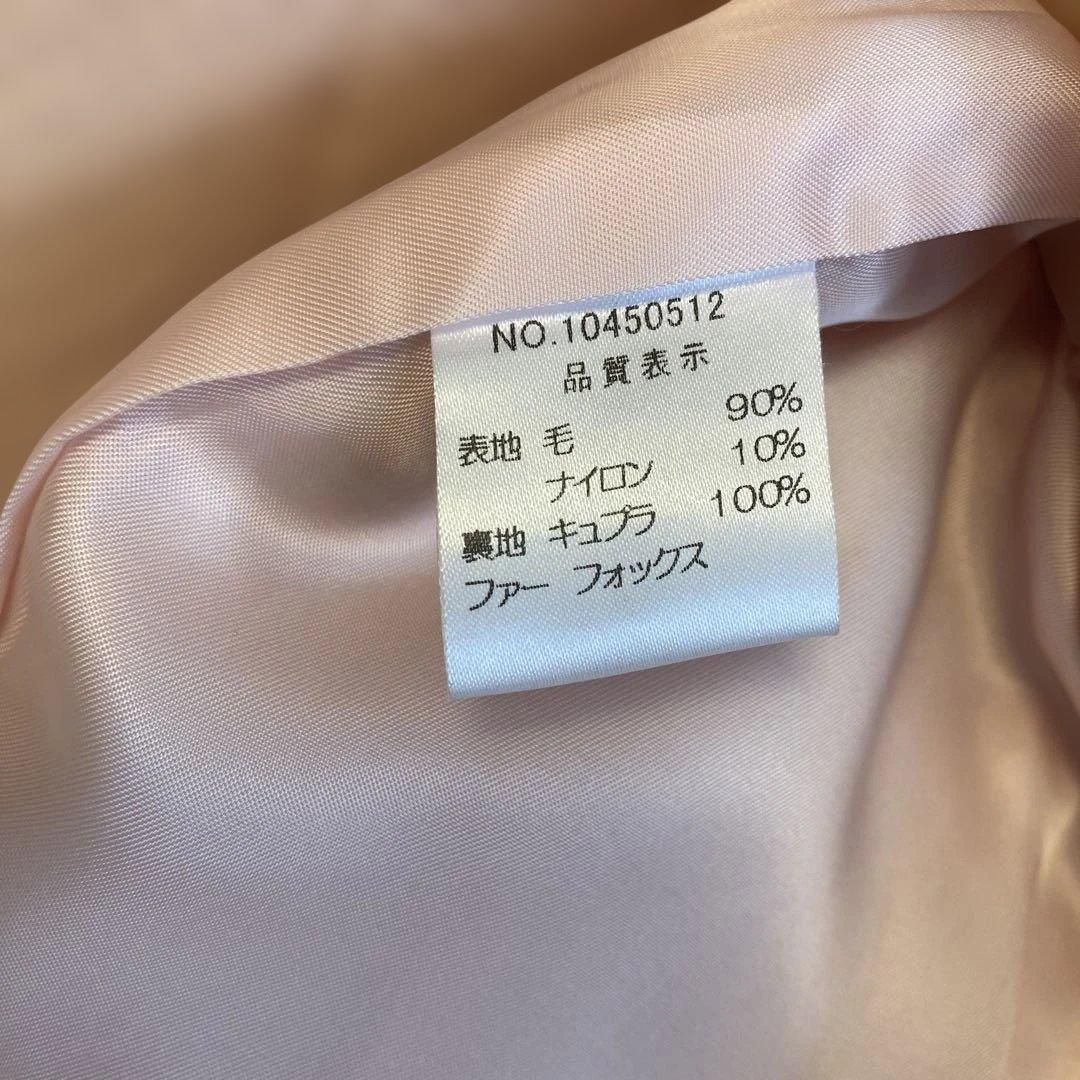 NO.10450512
品質表示
表地 毛 90%
ナイロン 10%
裏地 キュプラ 100%
ファー フォックス